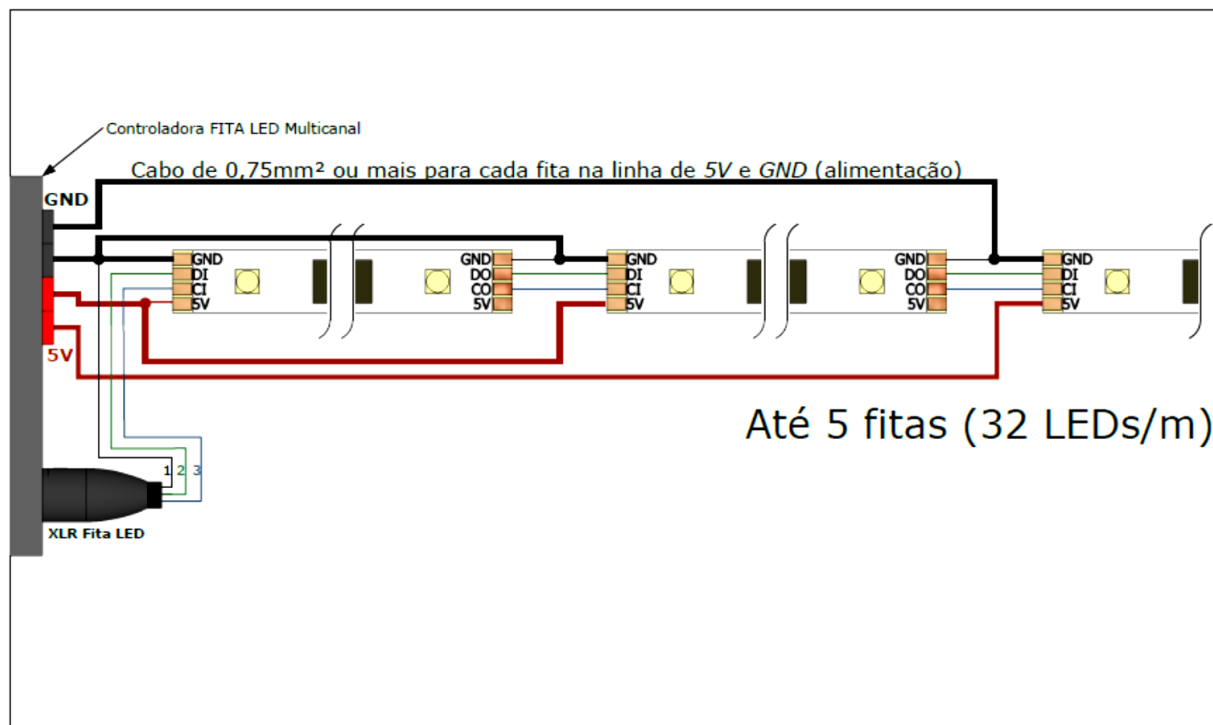 Controladora FITA LED Multicanal
Cabo de 0,75mm² ou mais para cada fita na linha de 5V e GND (alimentação)
GND
GND
DI
CI
5V
GND
DO
CO
5V
GND
DI
CI
5V
GND
DO
CO
5V
GND
DI
CI
5V
5V
Até 5 fitas (32 LEDs/m)
1 2 3
XLR Fita LED